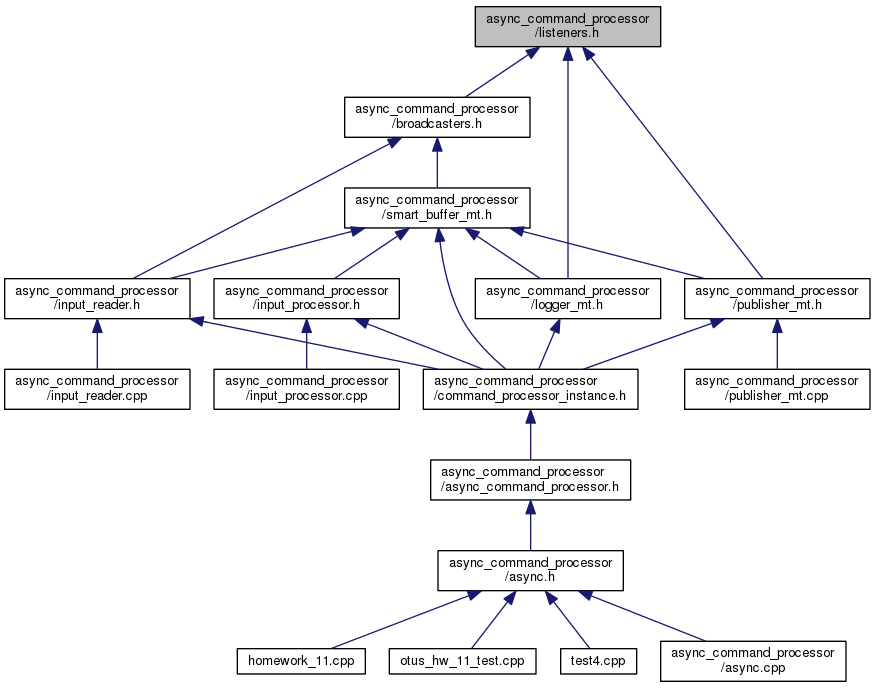 async_command_processor
/listeners.h
async_command_processor
/broadcasters.h
async_command_processor
/smart_buffer_mt.h
async_command_processor
/input_reader.h
async_command_processor
/input_processor.h
async_command_processor
/logger_mt.h
async_command_processor
/publisher_mt.h
async_command_processor
/input_reader.cpp
async_command_processor
/input_processor.cpp
async_command_processor
/command_processor_instance.h
async_command_processor
/publisher_mt.cpp
async_command_processor
/async_command_processor.h
async_command_processor
/async.h
homework_11.cpp
otus_hw_11_test.cpp
test4.cpp
async_command_processor
/async.cpp